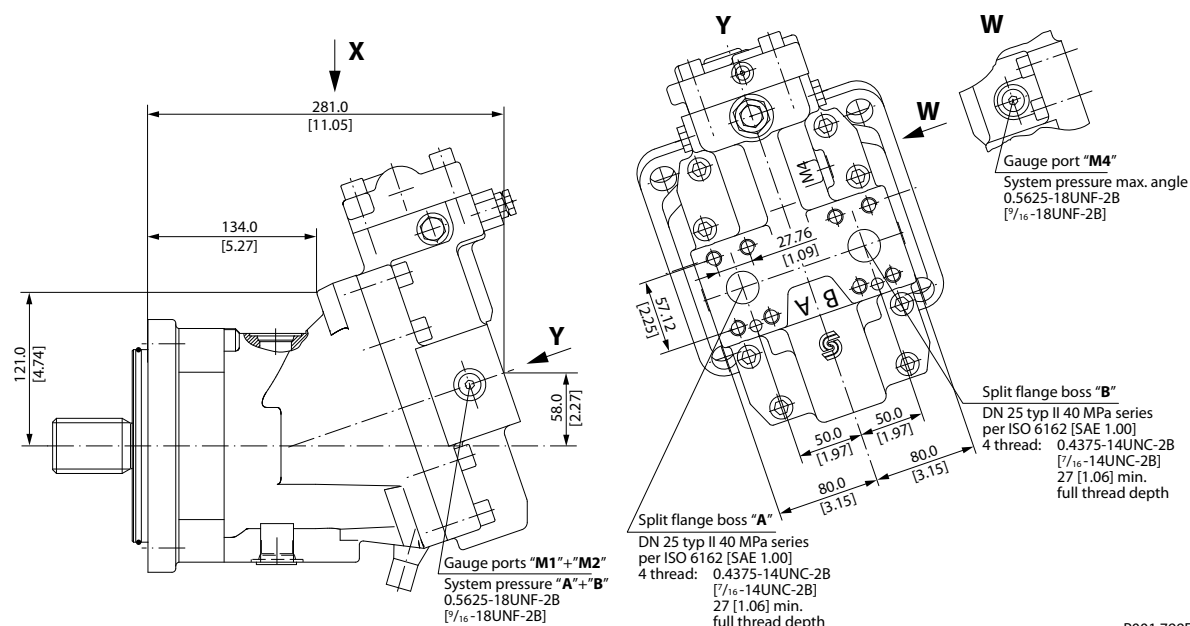 X
281.0
[11.05]
134.0
[5.27]
121.0
[4.74]
Y
58.0
[2.27]
Gauge ports "M1"+"M2"
System pressure "A"+"B"
0.5625-18UNF-2B
[9/16 -18UNF-2B]
Y
W
W
M4
Gauge port "M4"
System pressure max. angle
0.5625-18UNF-2B
[9/16 -18UNF-2B]
27.76
[1.09]
57.12
[2.25]
A B
50.0
[1.97]
50.0
[1.97]
80.0
[3.15]
80.0
[3.15]
Split flange boss "B"
DN 25 typ II 40 MPa series
per ISO 6162 [SAE 1.00]
4 thread: 0.4375-14UNC-2B
[7/16 -14UNC-2B]
27 [1.06] min.
full thread depth
Split flange boss "A"
DN 25 typ II 40 MPa series
per ISO 6162 [SAE 1.00]
4 thread: 0.4375-14UNC-2B
[7/16 -14UNC-2B]
27 [1.06] min.
full thread depth